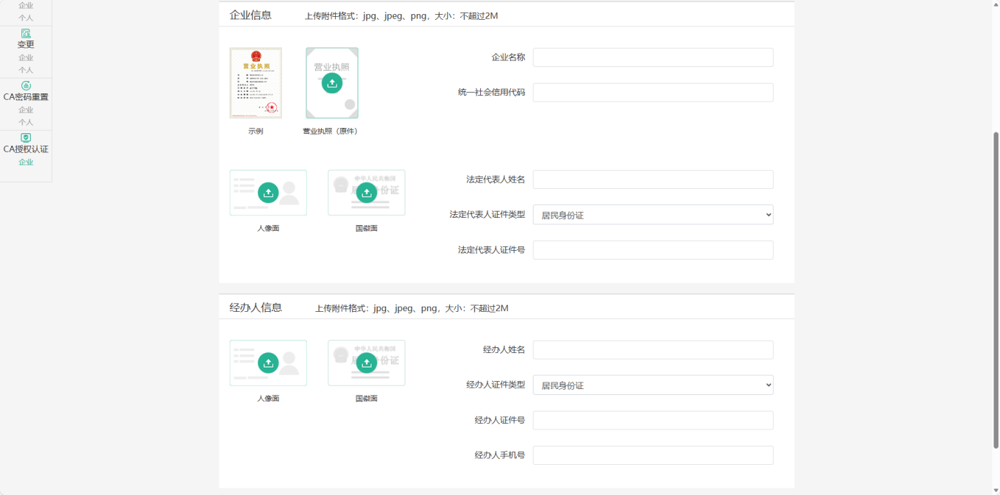 企业
个人
变更
企业
个人
CA密码重置
企业
个人
CA授权认证
企业
企业信息 上传附件格式：jpg、jpeg、png，大小：不超过2M
营业执照
示例
营业执照
营业执照（原件）
企业名称
统一社会信用代码
人像面
中华人民共和国
份证
国徽面
法定代表人姓名
法定代表人证件类型 居民身份证
法定代表人证件号
经办人信息 上传附件格式：jpg、jpeg、png，大小：不超过2M
人像面
中华人民共和国
份证
国徽面
经办人姓名
经办人证件类型 居民身份证
经办人证件号
经办人手机号